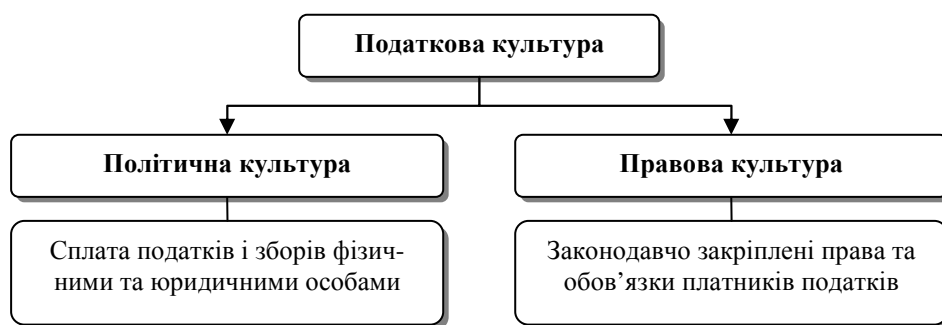 Податкова культура
Політична культура
Правова культура
Сплата податків і зборів фізич-
ними та юридичними особами
Законодавчо закріплені права та
обов’язки платників податків